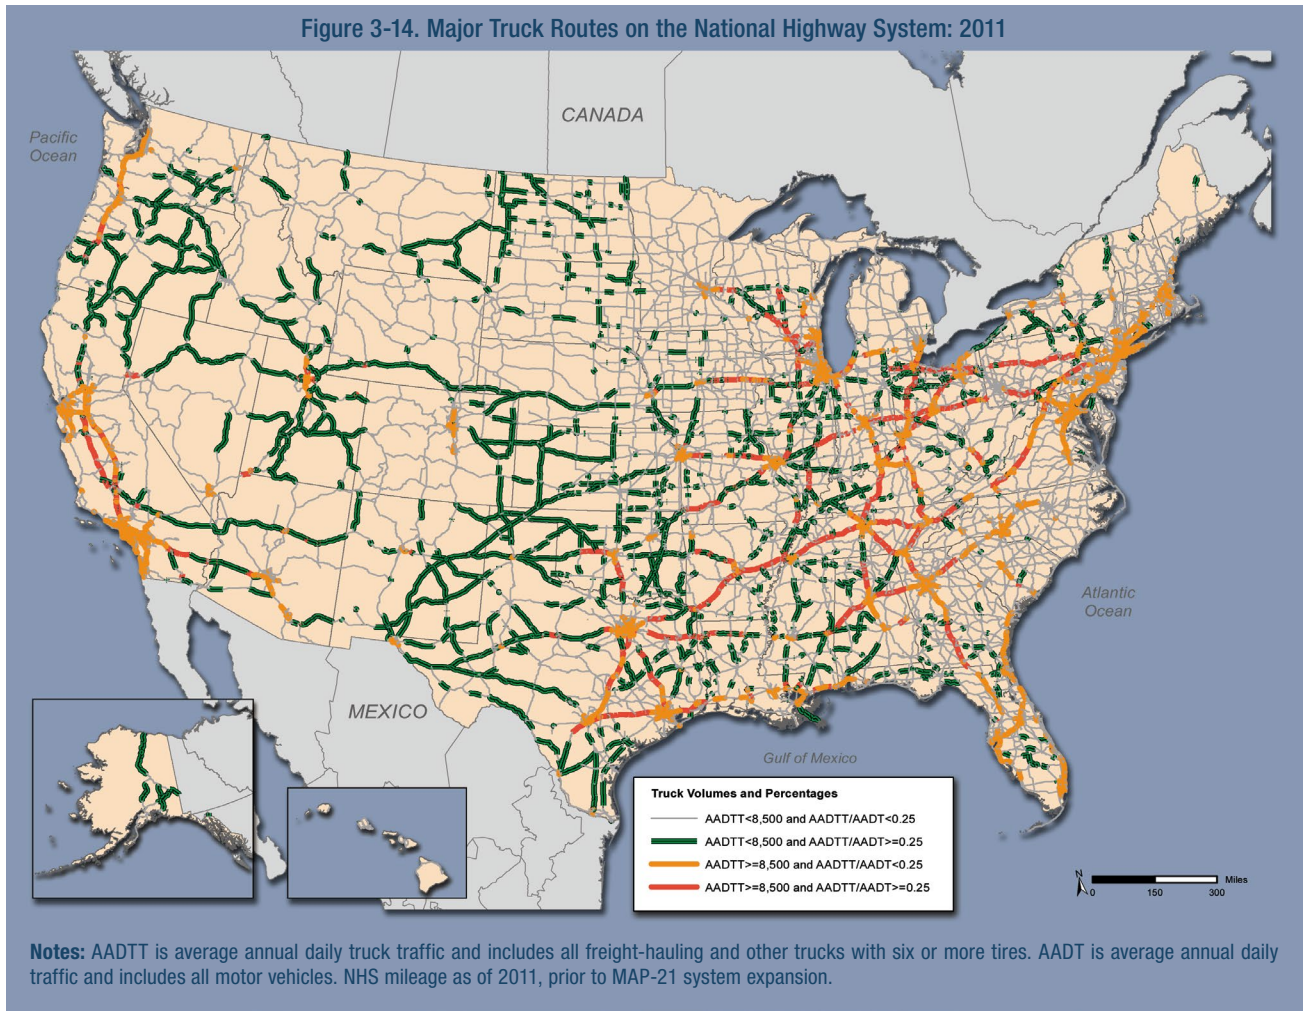 Figure 3-14. Major Truck Routes on the National Highway System: 2011
CANADA
Pacific
Ocean
Atlantic
Ocean
MEXICO
Gulf of Mexico
Truck Volumes and Percentages
AADTT<8,500 and AADTT/AADT<0.25
AADTT<8,500 and AADTT/AADT>=0.25
AADTT>=8,500 and AADTT/AADT<0.25
AADTT>=8,500 and AADTT/AADT>=0.25
N
Miles
0 150 300
Notes: AADTT is average annual daily truck traffic and includes all freight-hauling and other trucks with six or more tires. AADT is average annual daily
traffic and includes all motor vehicles. NHS mileage as of 2011, prior to MAP-21 system expansion.